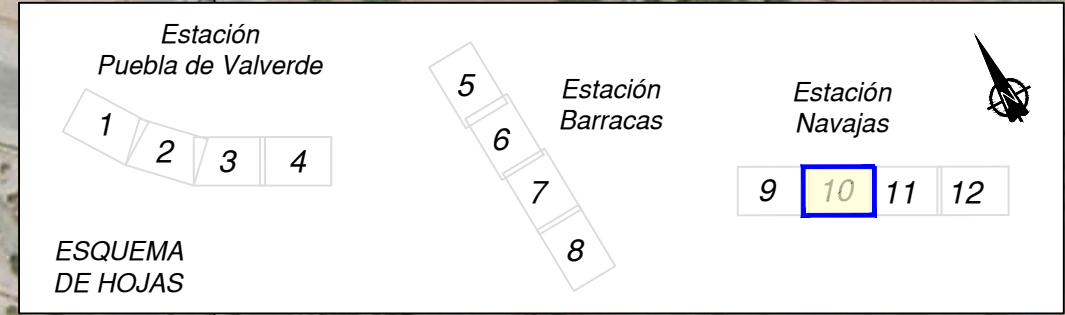 Estación
Puebla de Valverde
1
2
3
4
5
6
7
8
Estación
Barracas
Estación
Navajas
N
9 10 11 12
ESQUEMA
DE HOJAS